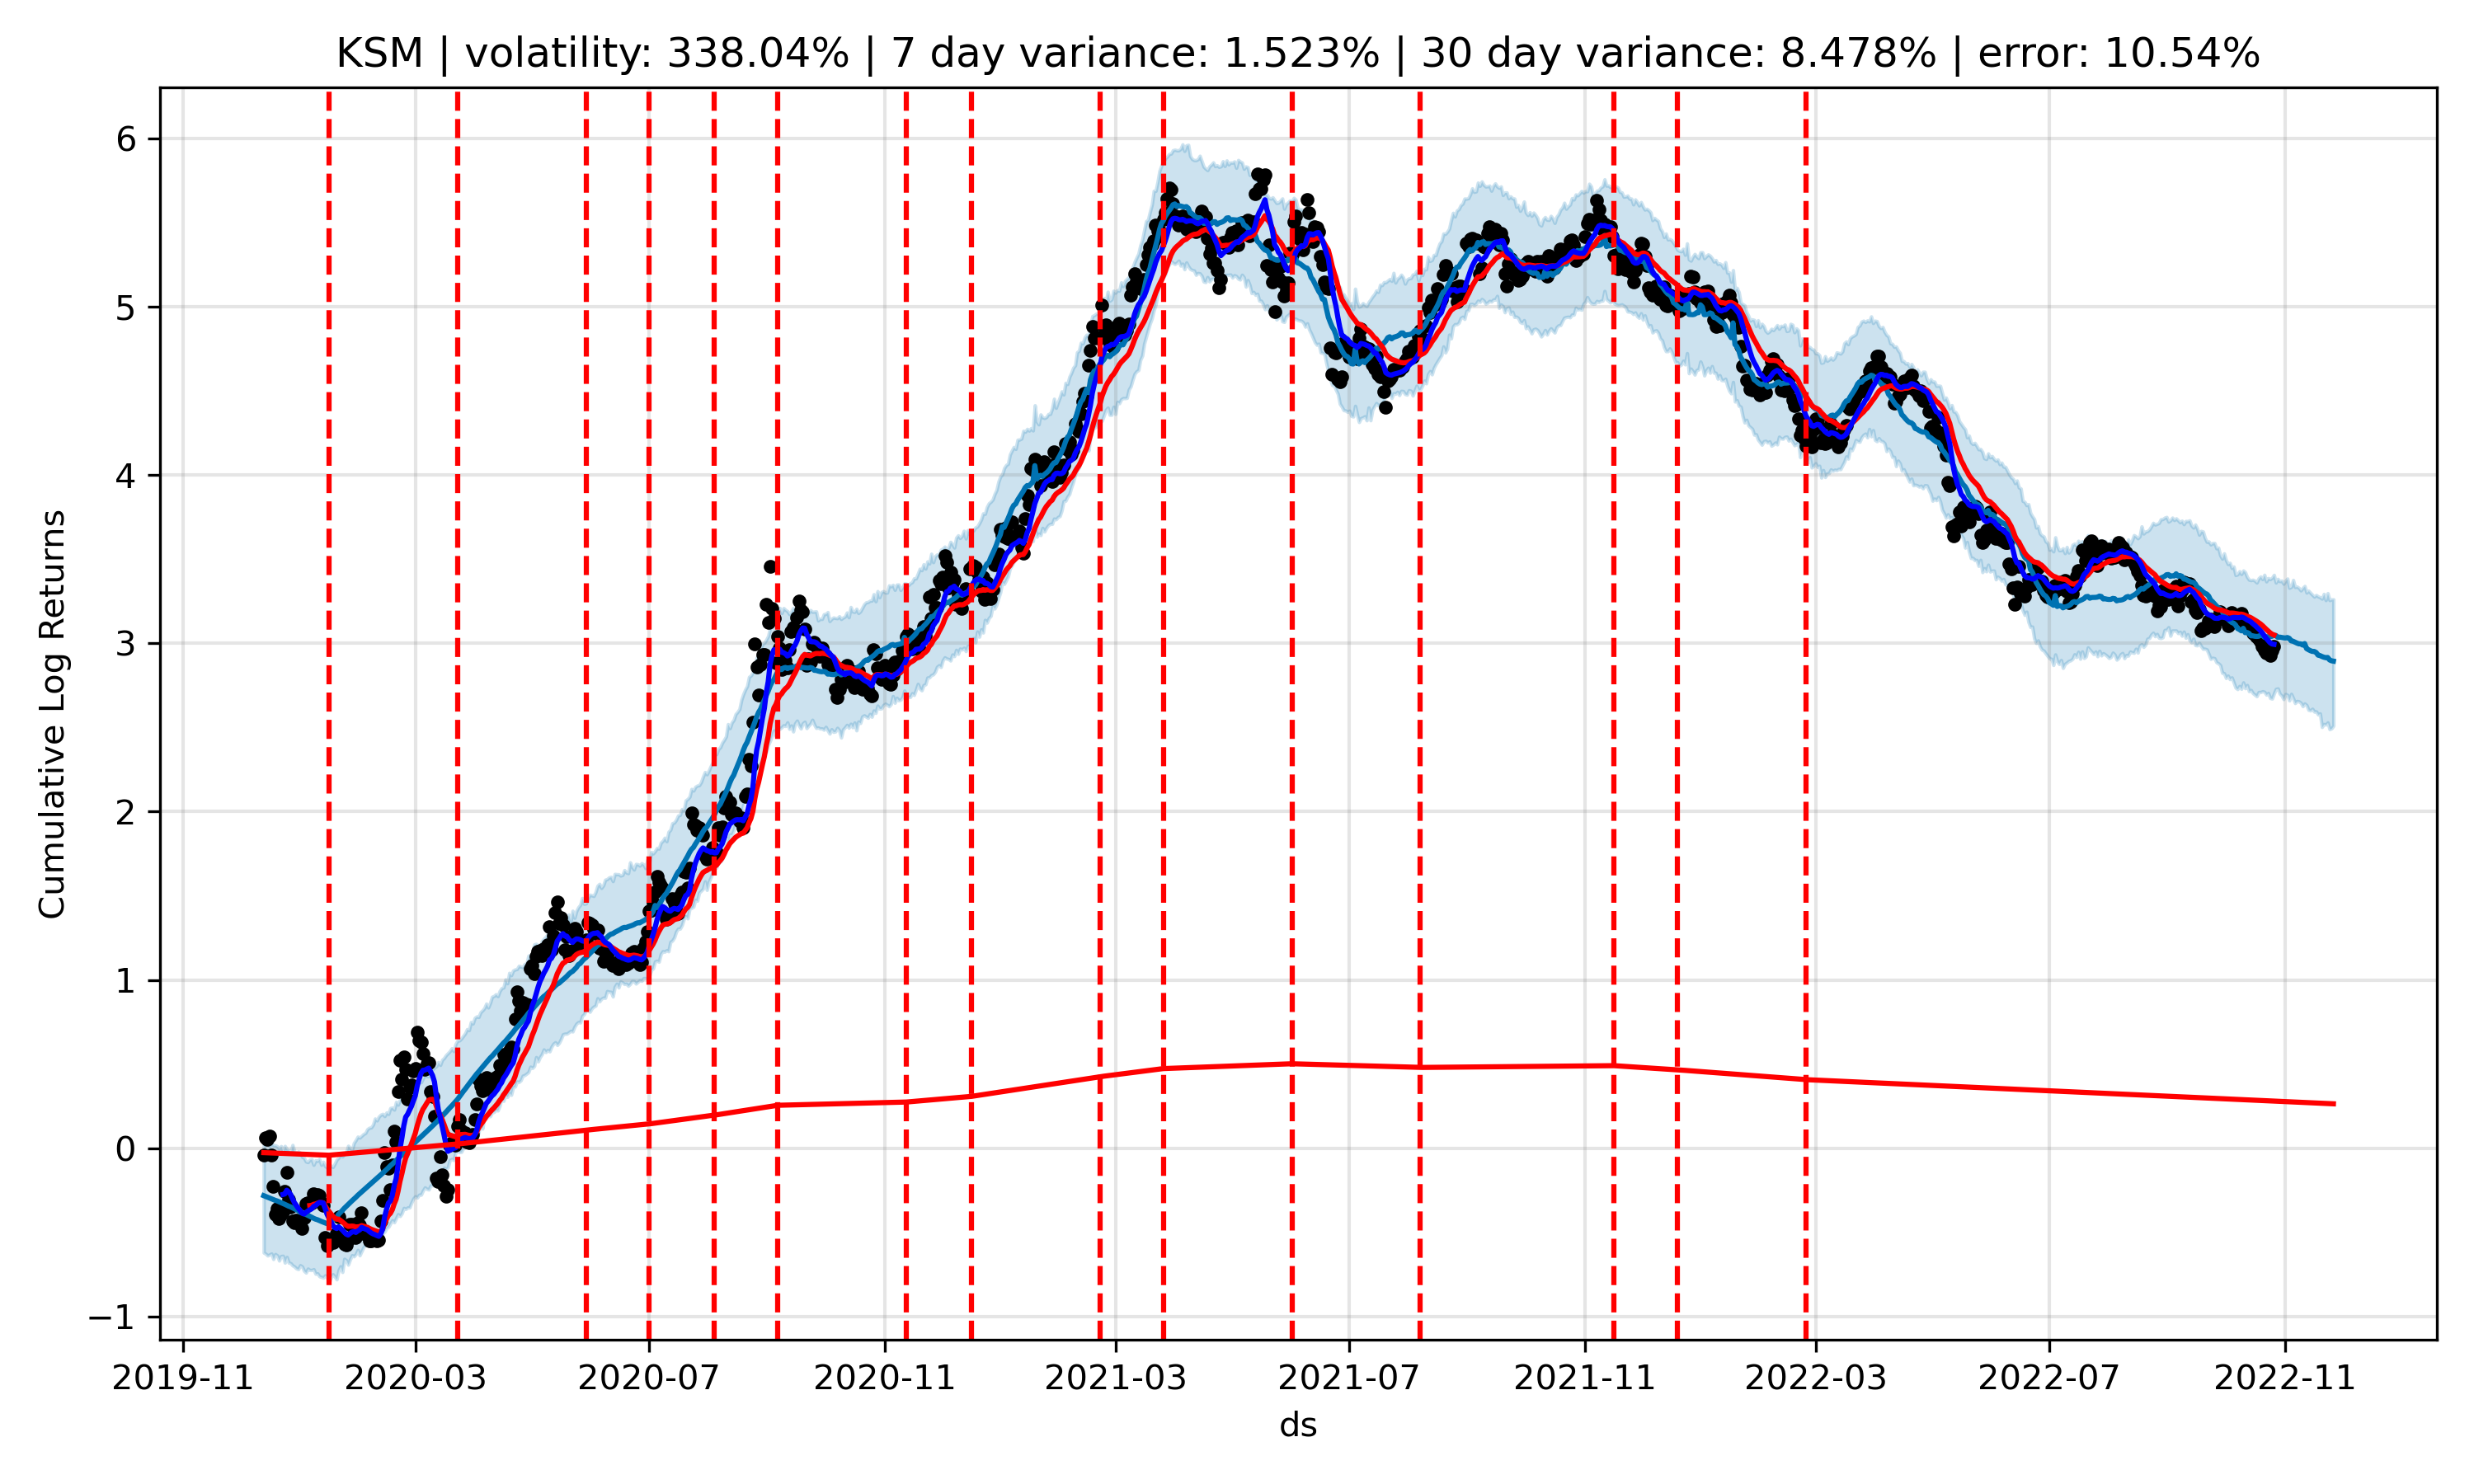 KSM | volatility: 338.04% | 7 day variance: 1.523% | 30 day variance: 8.478% | error: 10.54%
Cumulative Log Returns
6
5
4
3
2
1
0
−1
2019-11 2020-03 2020-07 2020-11 2021-03 2021-07 2021-11 2022-03 2022-07 2022-11
ds